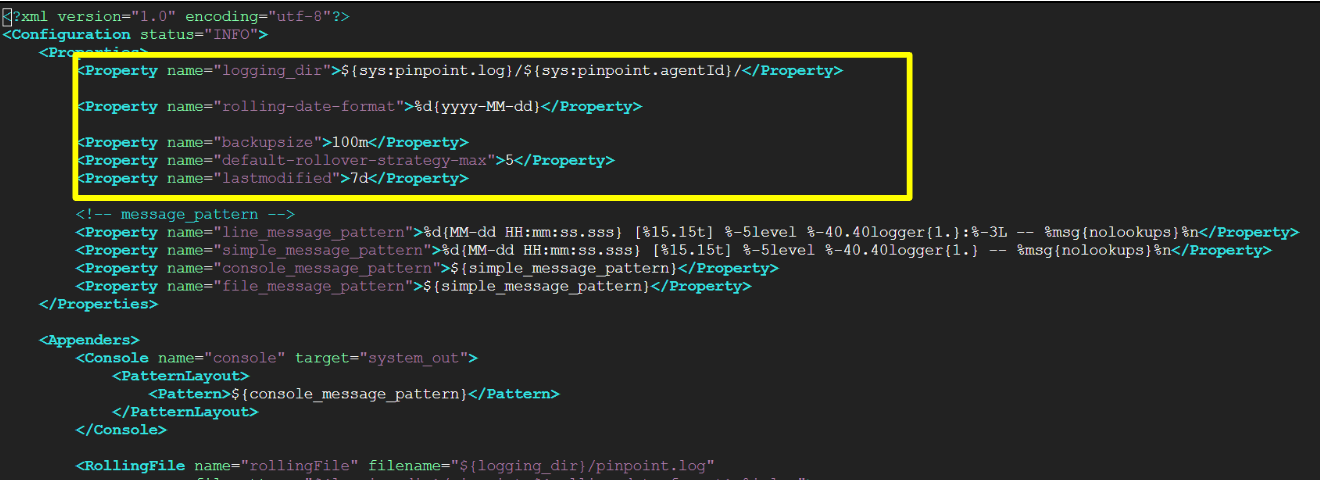 <?xml version="1.0" encoding="utf-8"?>
<Configuration status="INFO">
<Properties>
<Property name="logging_dir">${sys:pinpoint.log}/${sys:pinpoint.agentId}/</Property>
<Property name="rolling-date-format">%d{yyyy-MM-dd}</Property>
<Property name="backupsize">100m</Property>
<Property name="default-rollover-strategy-max">5</Property>
<Property name="lastmodified">7d</Property>
<!-- message_pattern -->
<Property name="line_message_pattern">%d{MM-dd HH:mm:ss.sss} [%15.15t] %-5level %-40.40logger{1.}:%-3L -- %msg{nolookups}%n</Property>
<Property name="simple_message_pattern">%d{MM-dd HH:mm:ss.sss} [%15.15t] %-5level %-40.40logger{1.} -- %msg{nolookups}%n</Property>
<Property name="console_message_pattern">${simple_message_pattern}</Property>
<Property name="file_message_pattern">${simple_message_pattern}</Property>
</Properties>
<Appenders>
<Console name="console" target="system_out">
<PatternLayout>
<Pattern>${console_message_pattern}</Pattern>
</PatternLayout>
</Console>
<RollingFile name="rollingFile" filename="${logging_dir}/pinpoint.log"